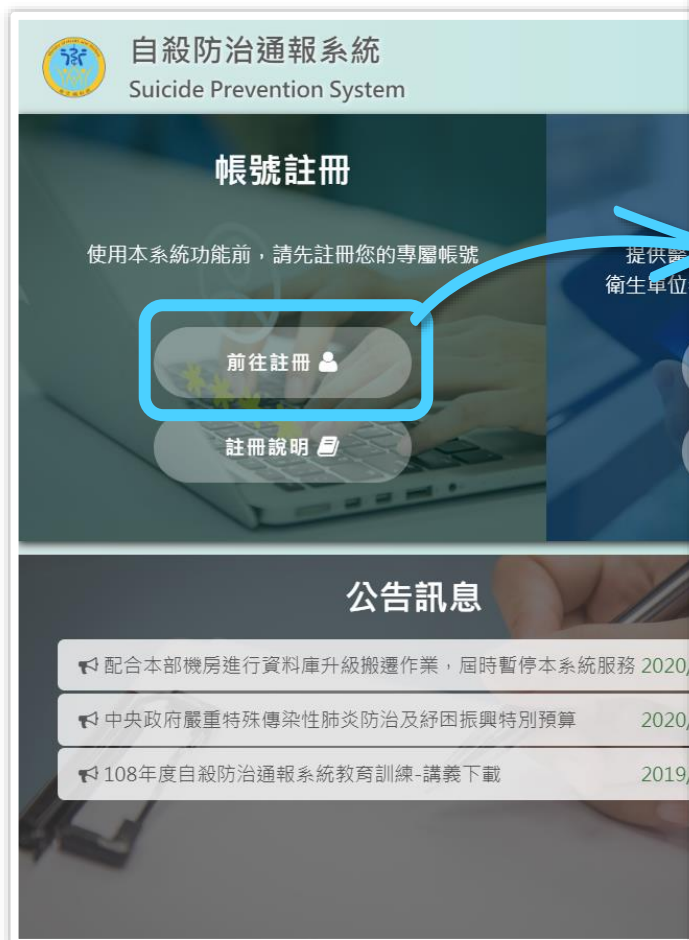 自殺防治通報系統
Suicide Prevention System
帳號註冊
使用本系統功能前，請先註冊您的專屬帳號
前往註冊
註冊說明
提供醫
衛生單位
公告訊息
配合本部機房進行資料庫升級搬遷作業，屆時暫停本系統服務 2020/
中央政府嚴重特殊傳染性肺炎防治及紓困振興特別預算 2020/
108年度自殺防治通報系統教育訓練-講義下載 2019/